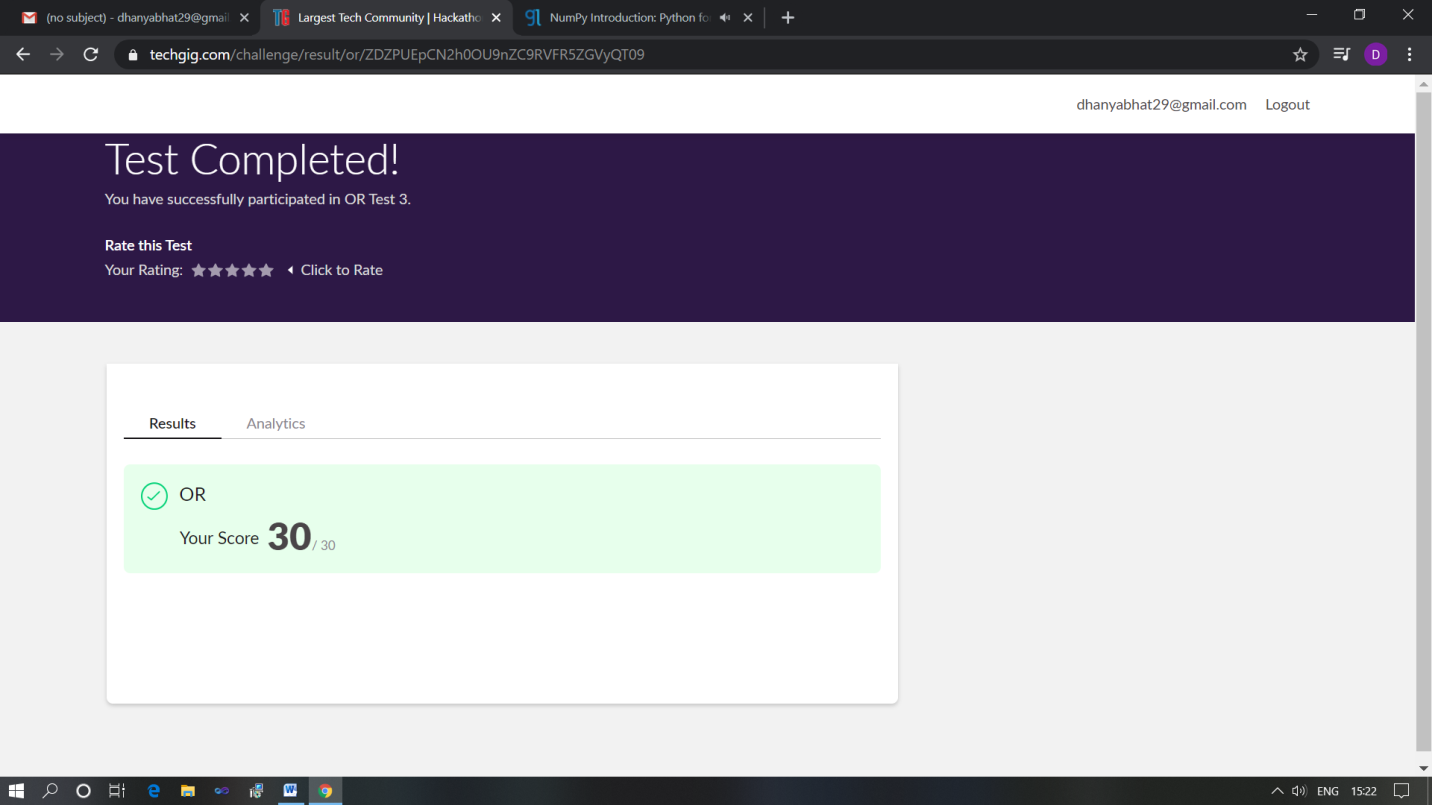 (no subject) - dhanyabhat29@gmail
Largest Tech Community | Hackatho
NumPy Introduction: Python fo
techgig.com/challenge/result/or/ZDZPUEpCN2h0OU9nZC9RVFR5ZGVyQT09
D
dhanyabhat29@gmail.com Logout
Test Completed!
You have successfully participated in OR Test 3.
Rate this Test
Your Rating: Click to Rate
Results Analytics
OR
Your Score 30 / 30
ENG 15:22